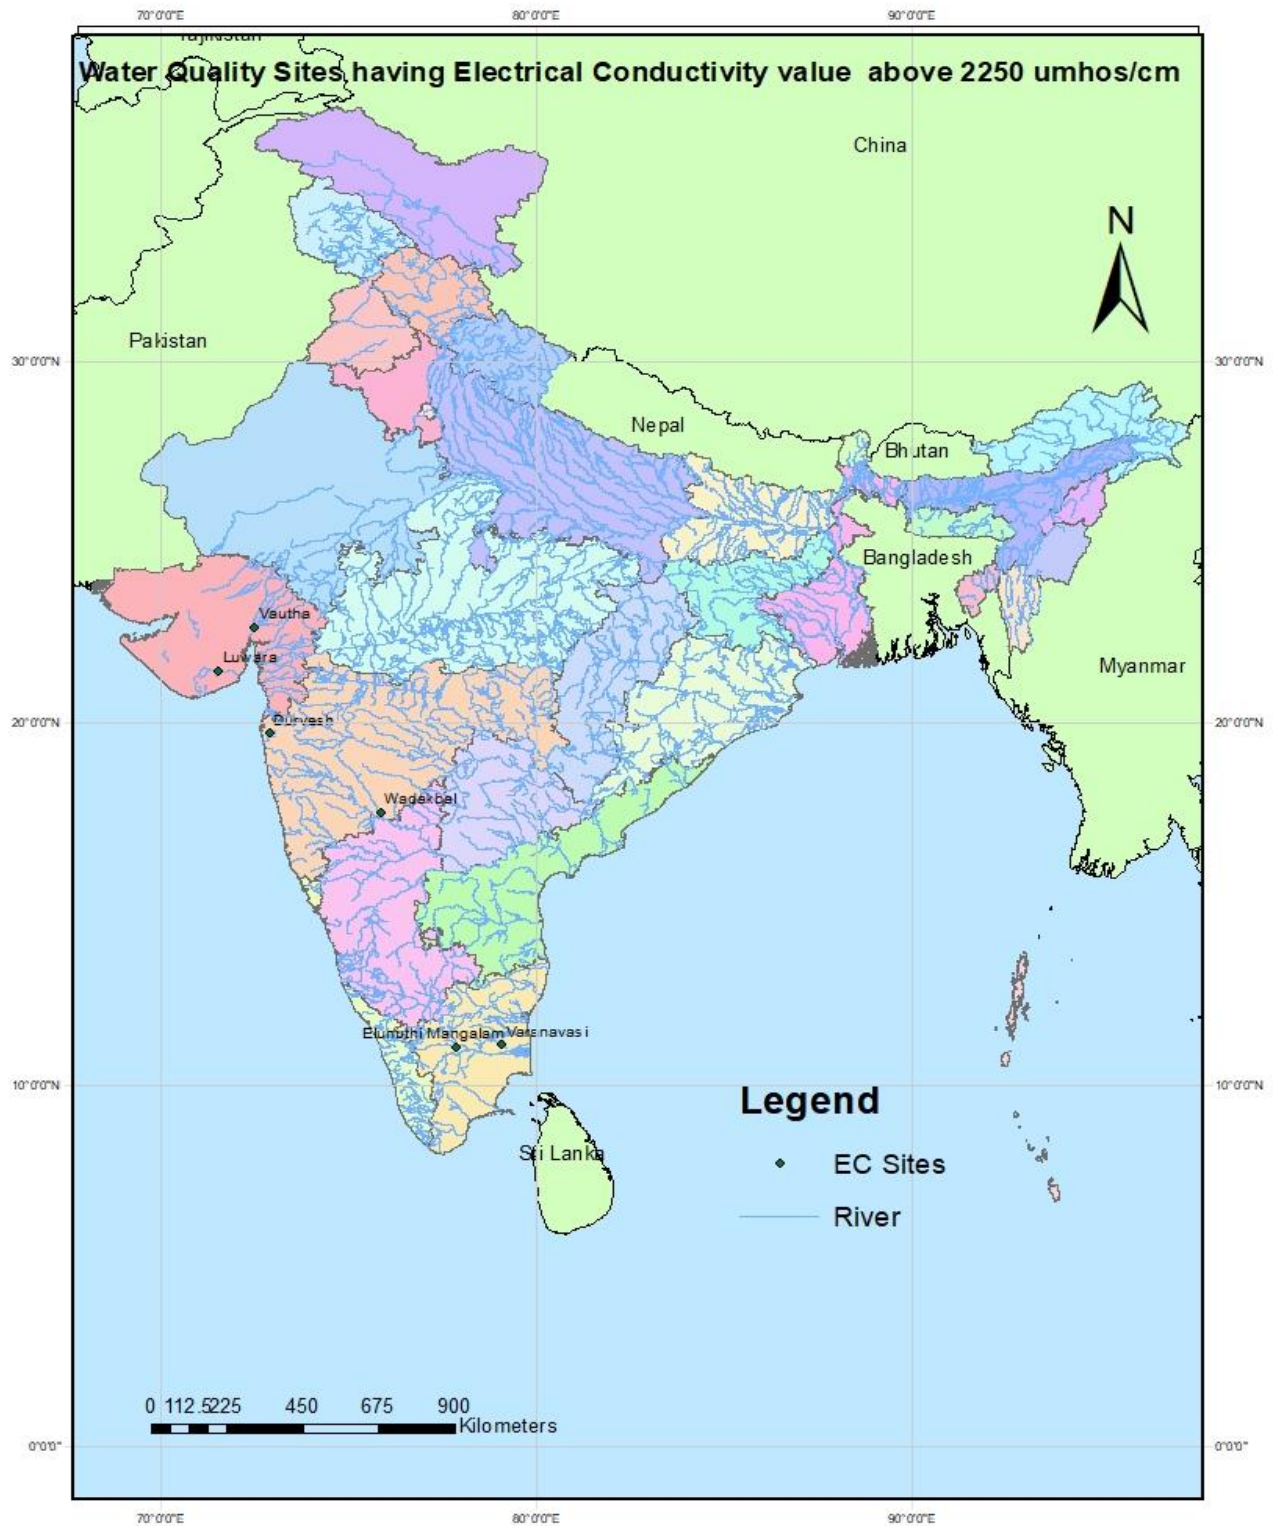 70°0'0"E 80°0'0"E 90°0'0"E
Tajikistan
Water Quality Sites having Electrical Conductivity value above 2250 umhos/cm
China
N
Pakistan
30°0'0"N 30°0'0"N
Nepal
Bhutan
Bangladesh
Vautha
Luwara
Myanmar
20°0'0"N 20°0'0"N
Durvesh
Wadakbal
Elunuthi Mangalam Varanavasi
10°0'0"N 10°0'0"N
Legend
Sri Lanka
EC Sites
River
0 112.5 225 450 675 900
Kilometers
0°0'0" 0°0'0"
70°0'0"E 80°0'0"E 90°0'0"E